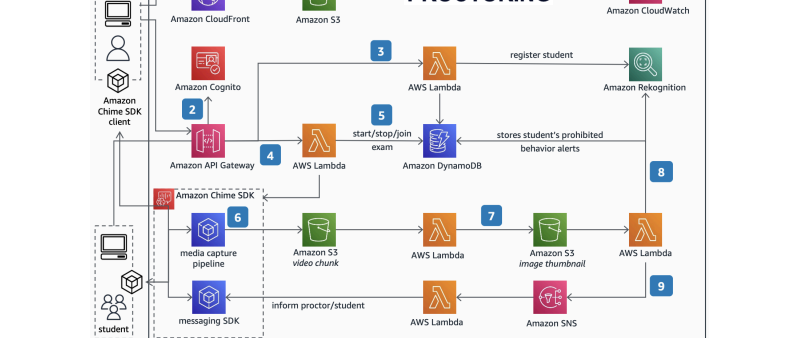 PROCTORING
Amazon CloudFront
Amazon S3
Amazon CloudWatch
3
register student
Amazon Cognito
AWS Lambda
Amazon Rekognition
Amazon
Chime SDK
client
2
5
start/stop/join
exam
stores student's prohibited
behavior alerts
Amazon API Gateway
4
AWS Lambda
Amazon DynamoDB
8
Amazon Chime SDK
6
7
media capture
pipeline
Amazon S3
video chunk
AWS Lambda
Amazon S3
image thumbnail
AWS Lambda
9
inform proctor/student
messaging SDK
AWS Lambda
Amazon SNS
student